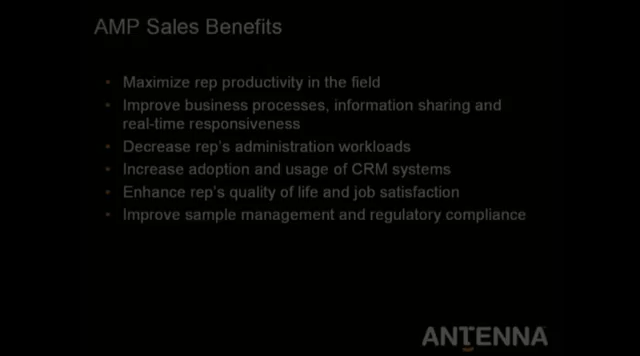 AMP Sales Benefits
• Maximize rep productivity in the field
• Improve business processes, information sharing and
real-time responsiveness
• Decrease rep's administration workloads
• Increase adoption and usage of CRM systems
• Enhance rep's quality of life and job satisfaction
• Improve sample management and regulatory compliance
ANTENNA